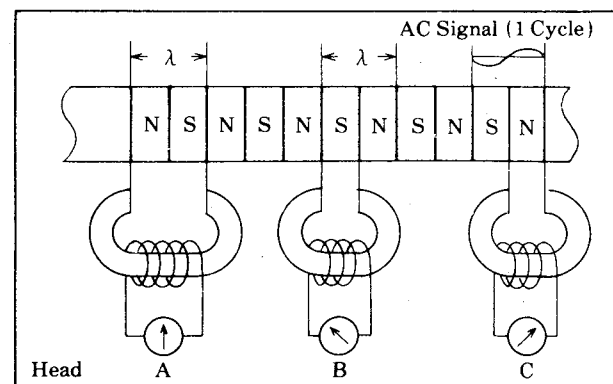 AC Signal (1 Cycle)
λ λ
N S N S N S N S N S N
Head A B C